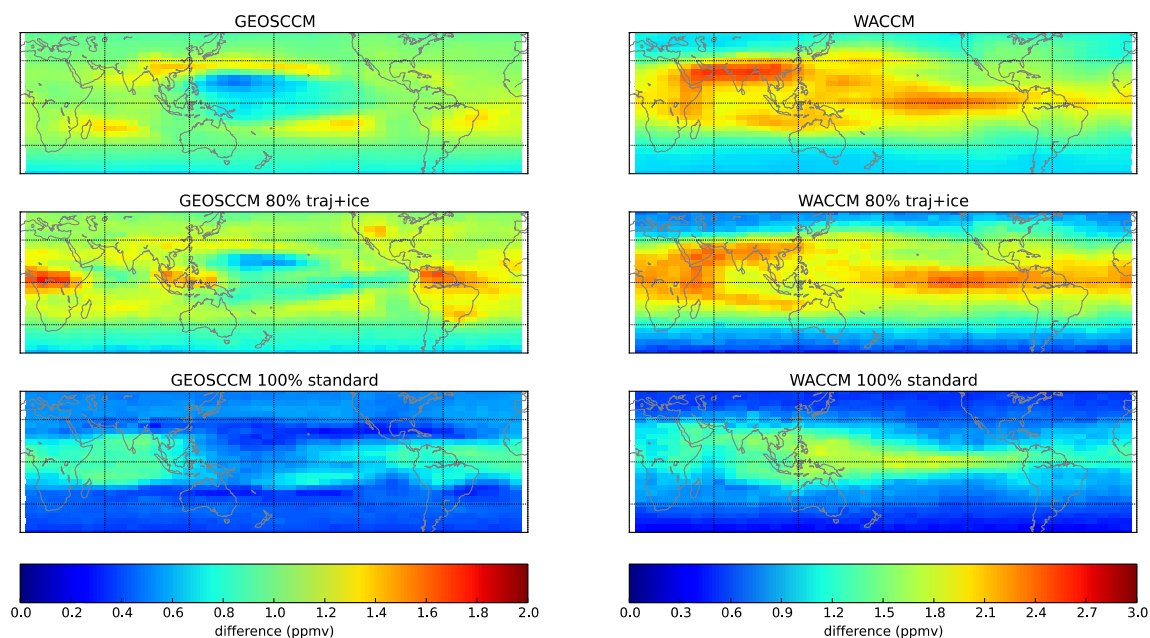 GEOSCCM
WACCM
GEOSCCM 80% traj+ice
WACCM 80% traj+ice
GEOSCCM 100% standard
WACCM 100% standard
0.0 0.2 0.4 0.6 0.8 1.0 1.2 1.4 1.6 1.8 2.0
difference (ppmv)
0.0 0.3 0.6 0.9 1.2 1.5 1.8 2.1 2.4 2.7 3.0
difference (ppmv)